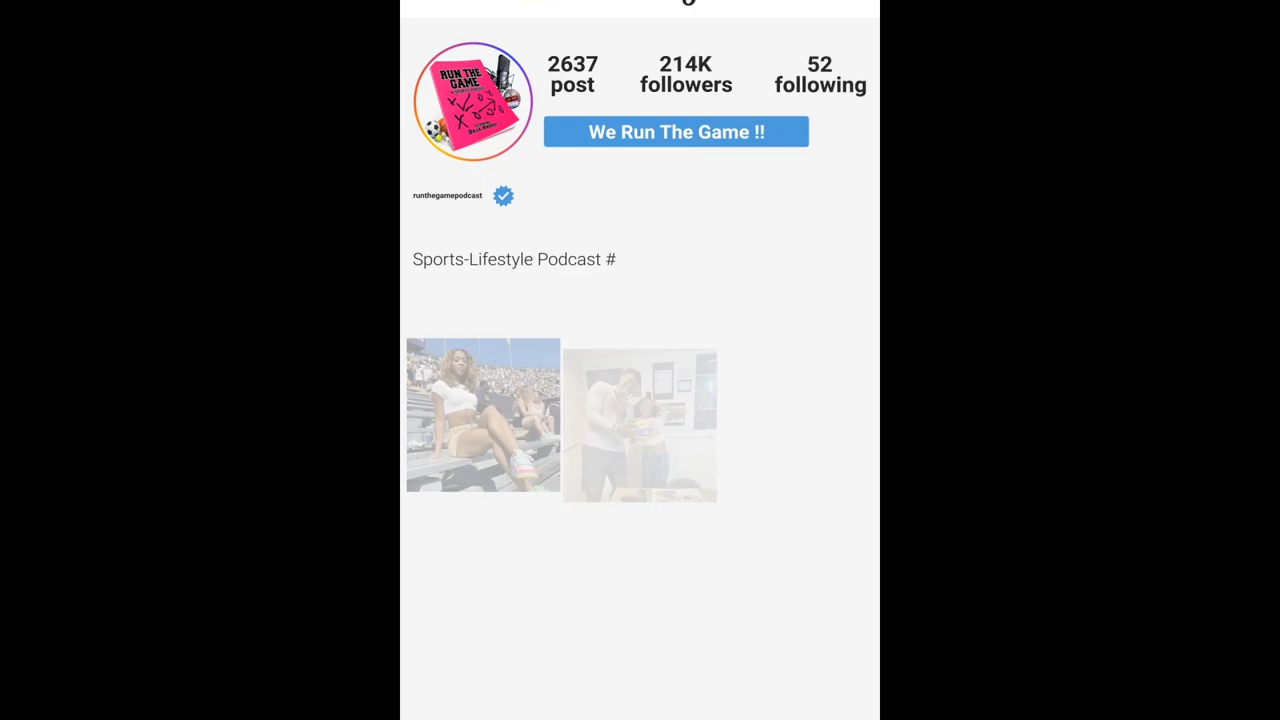 2637
post
214K
followers
52
following
RUN THE
GAME
We Run The Game !!
runthegamepodcast
Sports-Lifestyle Podcast #